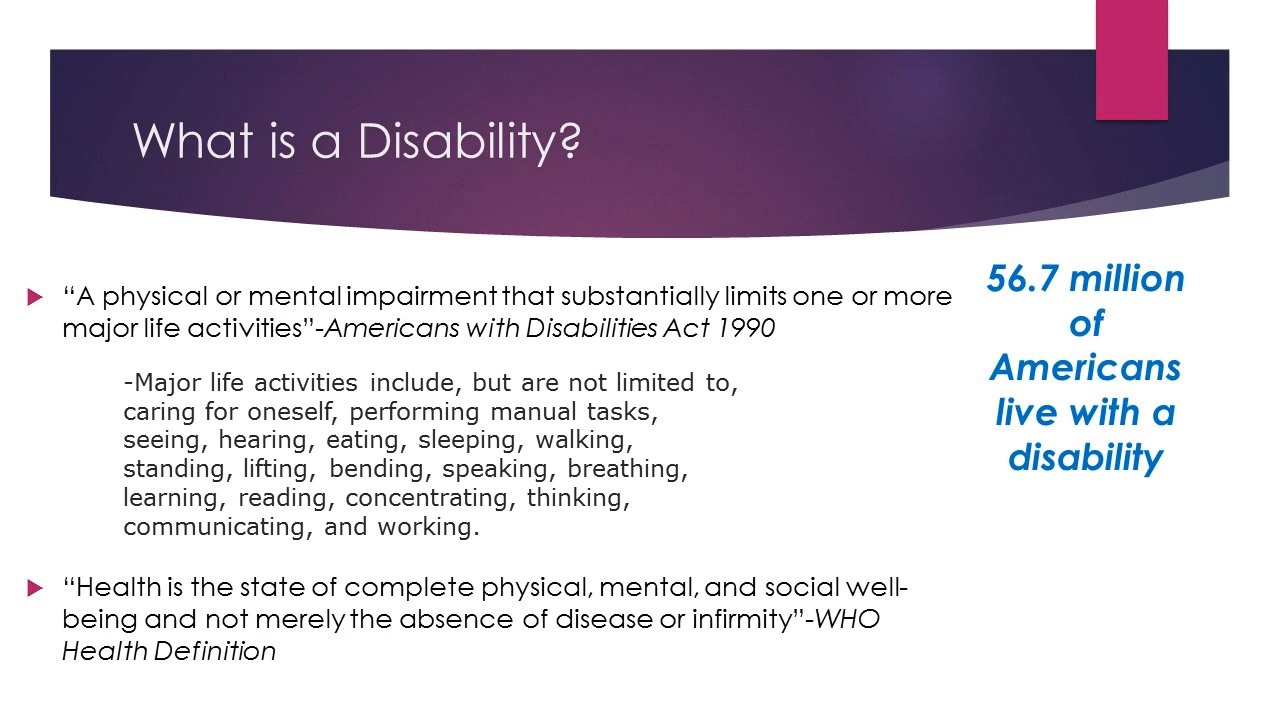 What is a Disability?
“A physical or mental impairment that substantially limits one or more
major life activities”-Americans with Disabilities Act 1990
-Major life activities include, but are not limited to,
caring for oneself, performing manual tasks,
seeing, hearing, eating, sleeping, walking,
standing, lifting, bending, speaking, breathing,
learning, reading, concentrating, thinking,
communicating, and working.
“Health is the state of complete physical, mental, and social well-
being and not merely the absence of disease or infirmity”-WHO
Health Definition
56.7 million
of
Americans
live with a
disability